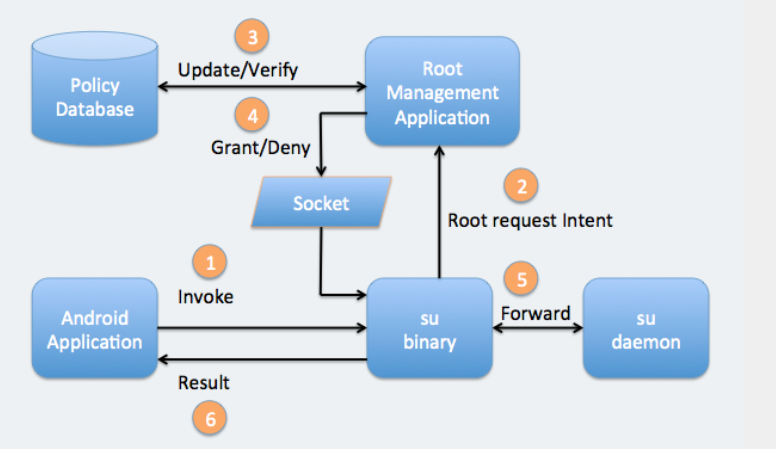 3
Update/Verify
Policy
Database
Root
Management
Application
4
Grant/Deny
Socket
2
Root request Intent
1
Invoke
Android
Application
su
binary
5
Forward
su
daemon
Result
6